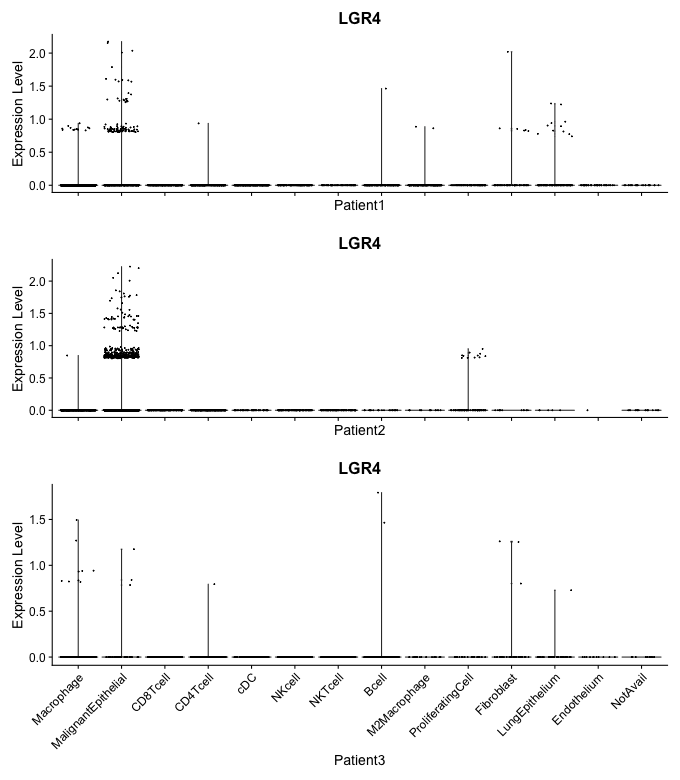 LGR4
Expression Level
2.0
1.5
1.0
0.5
0.0
Patient1
LGR4
Expression Level
2.0
1.5
1.0
0.5
0.0
Patient2
LGR4
Expression Level
1.5
1.0
0.5
0.0
Macrophage
MalignantEpithelial
CD8Tcell
CD4Tcell
cDC
NKcell
NKTcell
Bcell
M2Macrophage
ProliferatingCell
Fibroblast
LungEpithelium
Endothelium
NotAvail
Patient3